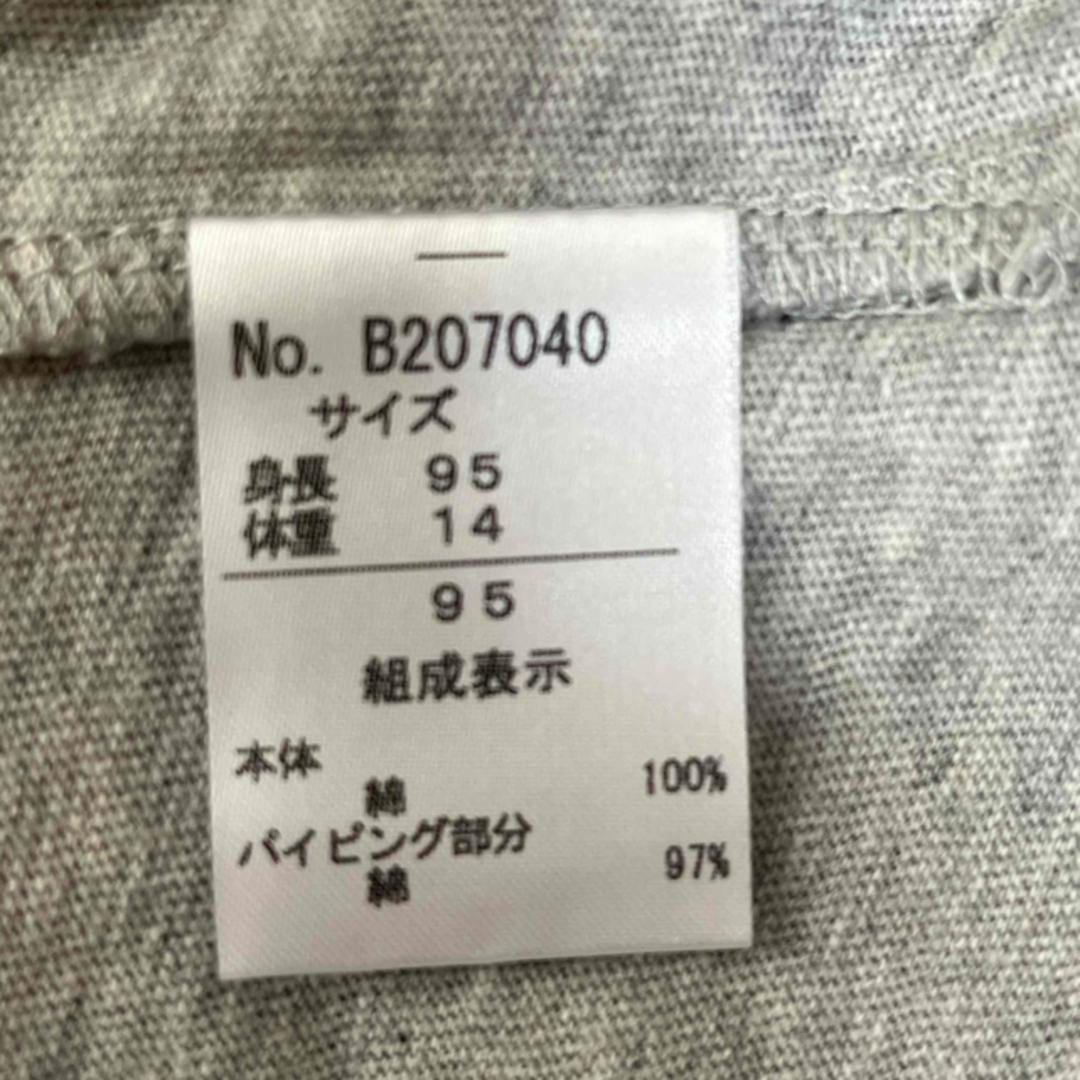 No. B207040
サイズ
身長 95
体重 14
95
組成表示
本体
綿 100%
パイピング部分
綿 97%